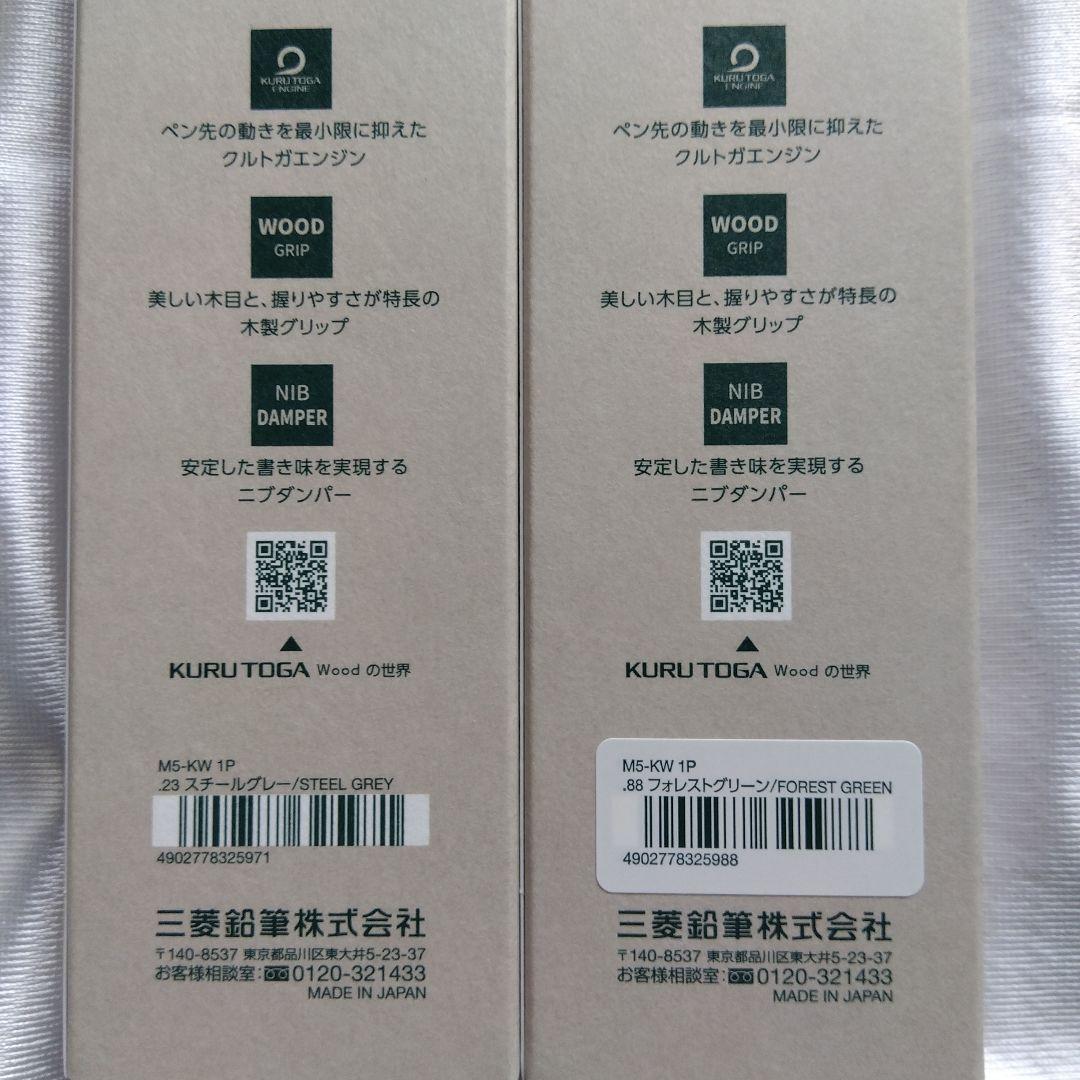 KURU TOGA
ENGINE
ペン先の動きを最小限に抑えた
クルトガエンジン
WOOD
GRIP
美しい木目と、握りやすさが特長の
木製グリップ
NIB
DAMPER
安定した書き味を実現する
ニブダンパー
KURU TOGA Wood の世界
M5-KW 1P
.23 スチールグレー/STEEL GREY
4902778325971
三菱鉛筆株式会社
〒140-8537 東京都品川区東大井5-23-37
お客様相談室:0120-321433
MADE IN JAPAN
KURU TOGA
ENGINE
ペン先の動きを最小限に抑えた
クルトガエンジン
WOOD
GRIP
美しい木目と、握りやすさが特長の
木製グリップ
NIB
DAMPER
安定した書き味を実現する
ニブダンパー
KURU TOGA Wood の世界
M5-KW 1P
.88 フォレストグリーン/FOREST GREEN
4902778325988
三菱鉛筆株式会社
〒140-8537 東京都品川区東大井5-23-37
お客様相談室:0120-321433
MADE IN JAPAN